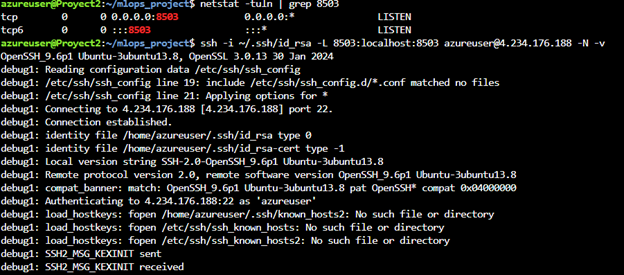 azureuser@Proyect2:~/mlops_project$ netstat -tuln | grep 8503
tcp 0 0 0.0.0.0:8503 0.0.0.0:* LISTEN
tcp6 0 0 :::8503 :::* LISTEN
azureuser@Proyect2:~/mlops_project$ ssh -i ~/.ssh/id_rsa -L 8503:localhost:8503 azureuser@4.234.176.188 -N -v
OpenSSH_9.6p1 Ubuntu-3ubuntu13.8, OpenSSL 3.0.13 30 Jan 2024
debug1: Reading configuration data /etc/ssh/ssh_config
debug1: /etc/ssh/ssh_config line 19: include /etc/ssh/ssh_config.d/*.conf matched no files
debug1: /etc/ssh/ssh_config line 21: Applying options for *
debug1: Connecting to 4.234.176.188 [4.234.176.188] port 22.
debug1: Connection established.
debug1: identity file /home/azureuser/.ssh/id_rsa type 0
debug1: identity file /home/azureuser/.ssh/id_rsa-cert type -1
debug1: Local version string SSH-2.0-OpenSSH_9.6p1 Ubuntu-3ubuntu13.8
debug1: Remote protocol version 2.0, remote software version OpenSSH_9.6p1 Ubuntu-3ubuntu13.8
debug1: compat_banner: match: OpenSSH_9.6p1 Ubuntu-3ubuntu13.8 pat OpenSSH* compat 0x04000000
debug1: Authenticating to 4.234.176.188:22 as 'azureuser'
debug1: load_hostkeys: fopen /home/azureuser/.ssh/known_hosts2: No such file or directory
debug1: load_hostkeys: fopen /etc/ssh/ssh_known_hosts: No such file or directory
debug1: load_hostkeys: fopen /etc/ssh/ssh_known_hosts2: No such file or directory
debug1: SSH2_MSG_KEXINIT sent
debug1: SSH2_MSG_KEXINIT received